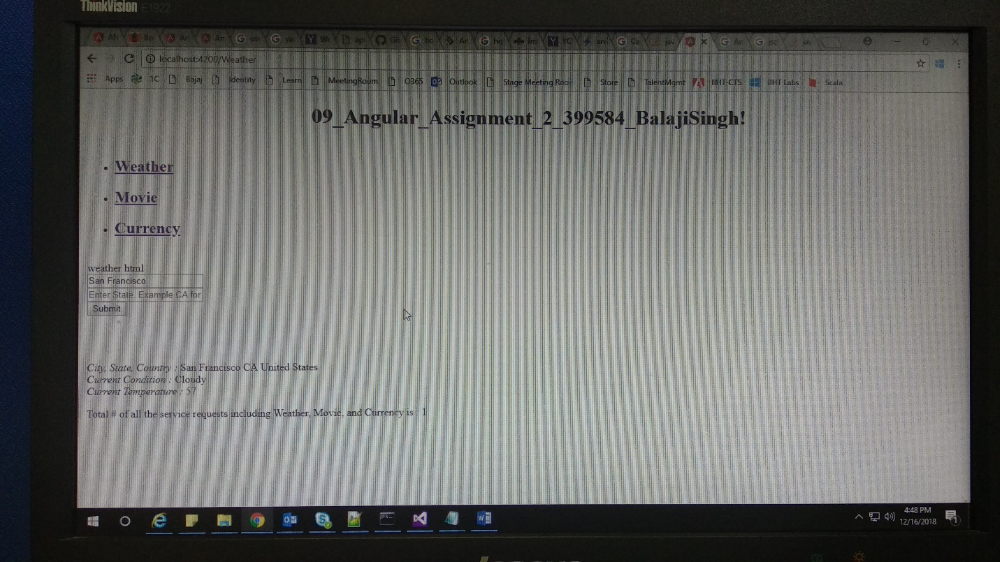 ThinkVision E1922
localhost:4200/Weather
Apps 1C Bajaj Identity Learn MeetingRoom O365 Outlook Stage Meeting Roor Store TalentMgmt IIHT-CTS IIHT Labs Scala
09_Angular_Assignment_2_399584_BalajiSingh!
Weather
Movie
Currency
weather html
San Francisco
Enter State, Example CA for
Submit
City, State, Country : San Francisco CA United States
Current Condition : Cloudy
Current Temperature : 57
Total # of all the service requests including Weather, Movie, and Currency is : 1
4:48 PM
12/16/2018